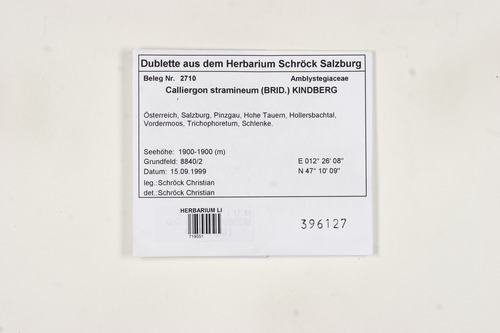 Dublette aus dem Herbarium Schröck Salzburg
Beleg Nr. 2710 Amblystegiaceae
Calliergon stramineum (BRID.) KINDBERG
Österreich, Salzburg, Pinzgau, Hohe Tauern, Hollersbachtal,
Vordermoos, Trichophoretum, Schlenke.
Seehöhe: 1900-1900 (m)
Grundfeld: 8840/2 E 012° 26' 08"
Datum: 15.09.1999 N 47° 10' 09"
leg.:Schröck Christian
det.:Schröck Christian
HERBARIUM LI
719551
396127